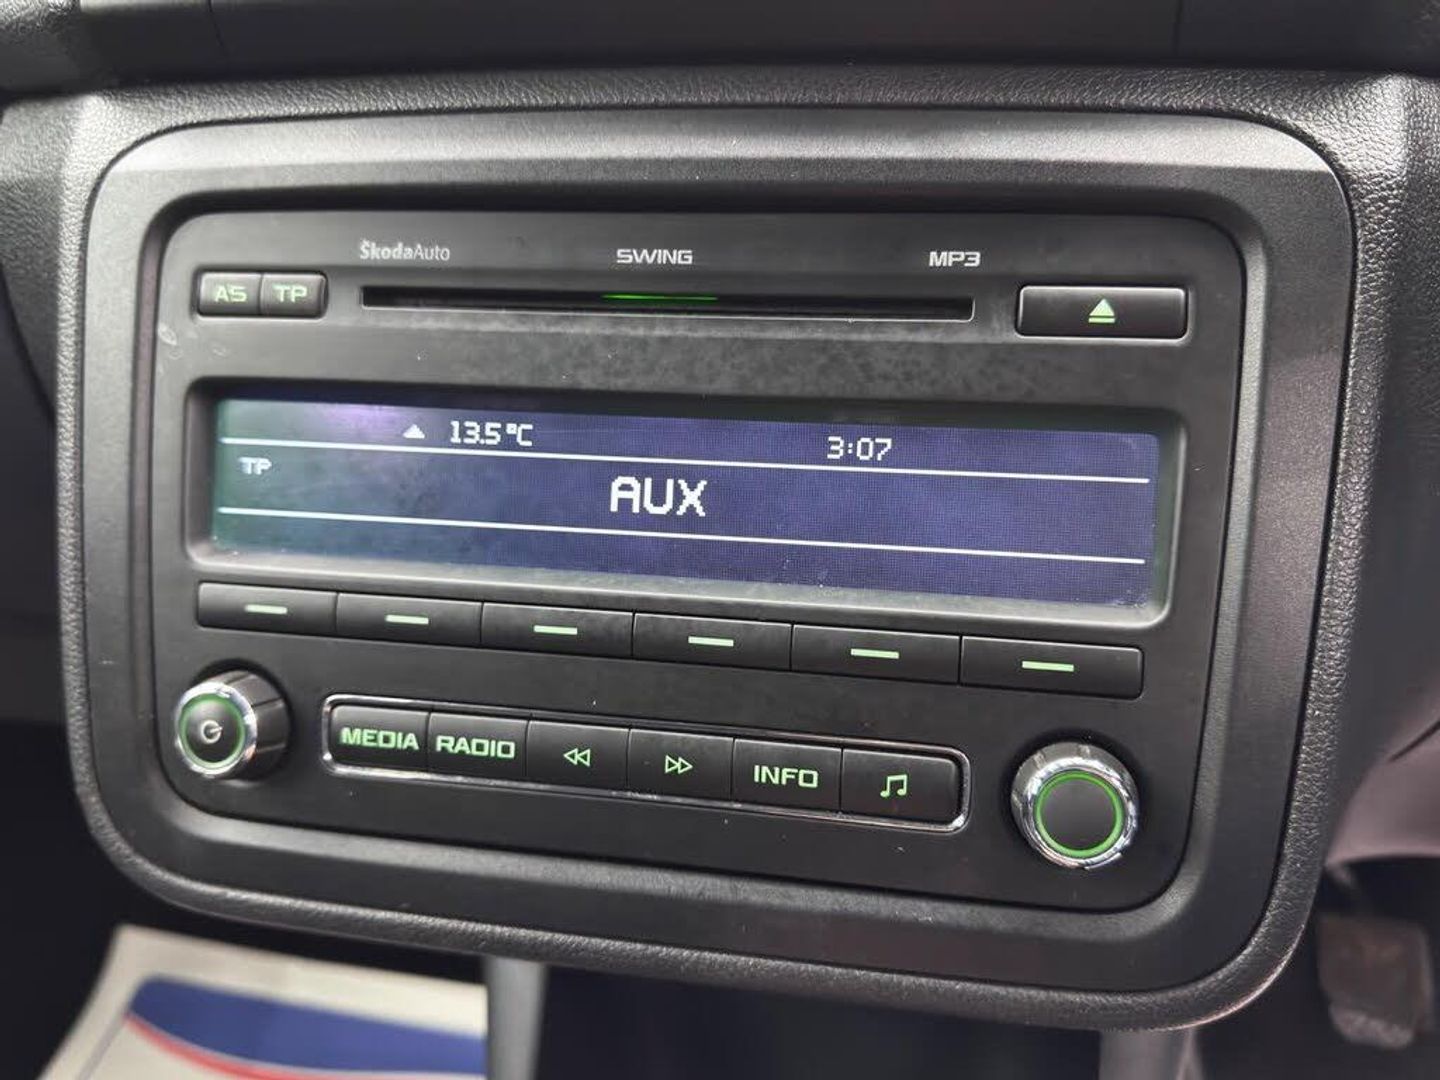 ŠkodaAuto SWING MP3
AS TP
13.5°C 3:07
TP
AUX
MEDIA RADIO INFO